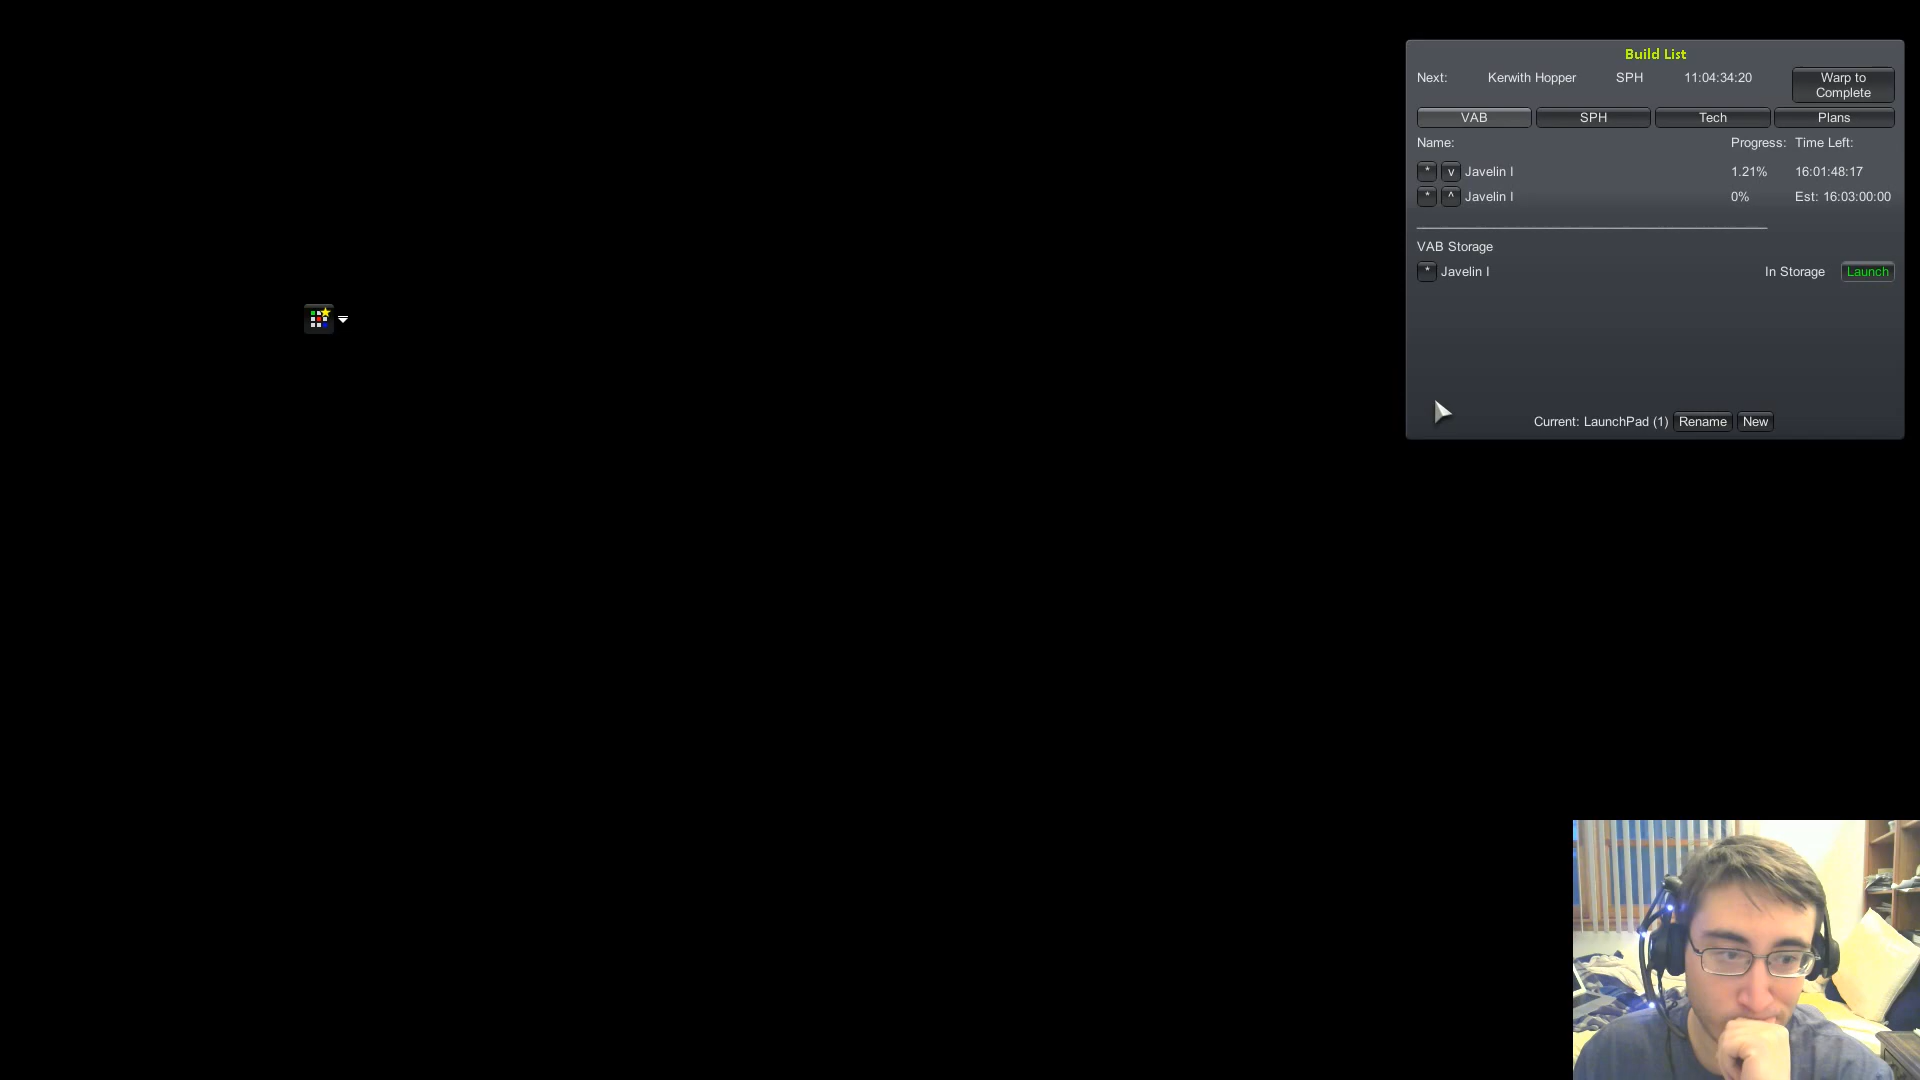 Build List
Next: Kerwith Hopper SPH 11:04:34:20 Warp to Complete
VAB SPH Tech Plans
Name: Progress: Time Left:
* v Javelin I 1.21% 16:01:48:17
* ^ Javelin I 0% Est: 16:03:00:00
VAB Storage
* Javelin I In Storage Launch
Current: LaunchPad (1) Rename New